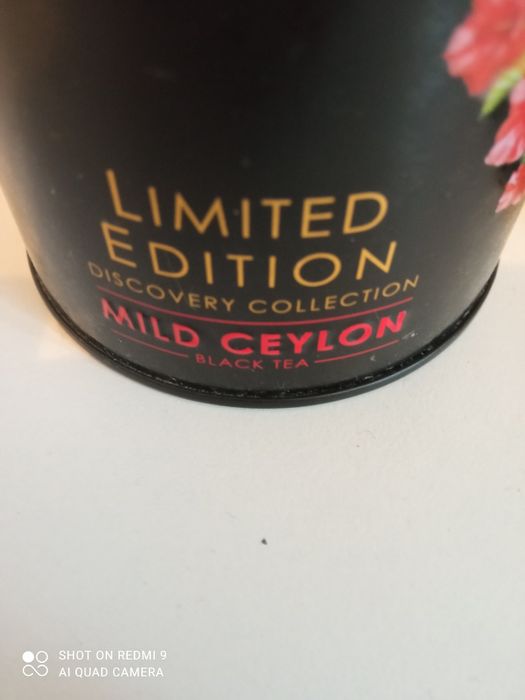 LIMITED
EDITION
DISCOVERY COLLECTION
MILD CEYLON
BLACK TEA
SHOT ON REDMI 9
AI QUAD CAMERA